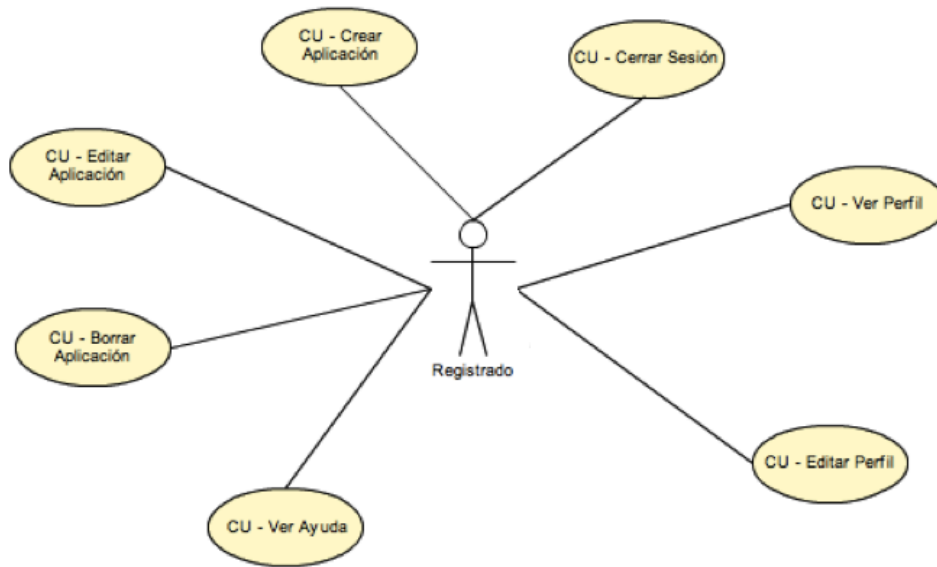 CU - Crear
Aplicación
CU - Cerrar Sesión
CU - Editar
Aplicación
CU - Ver Perfil
CU - Borrar
Aplicación
Registrado
CU - Editar Perfil
CU - Ver Ayuda